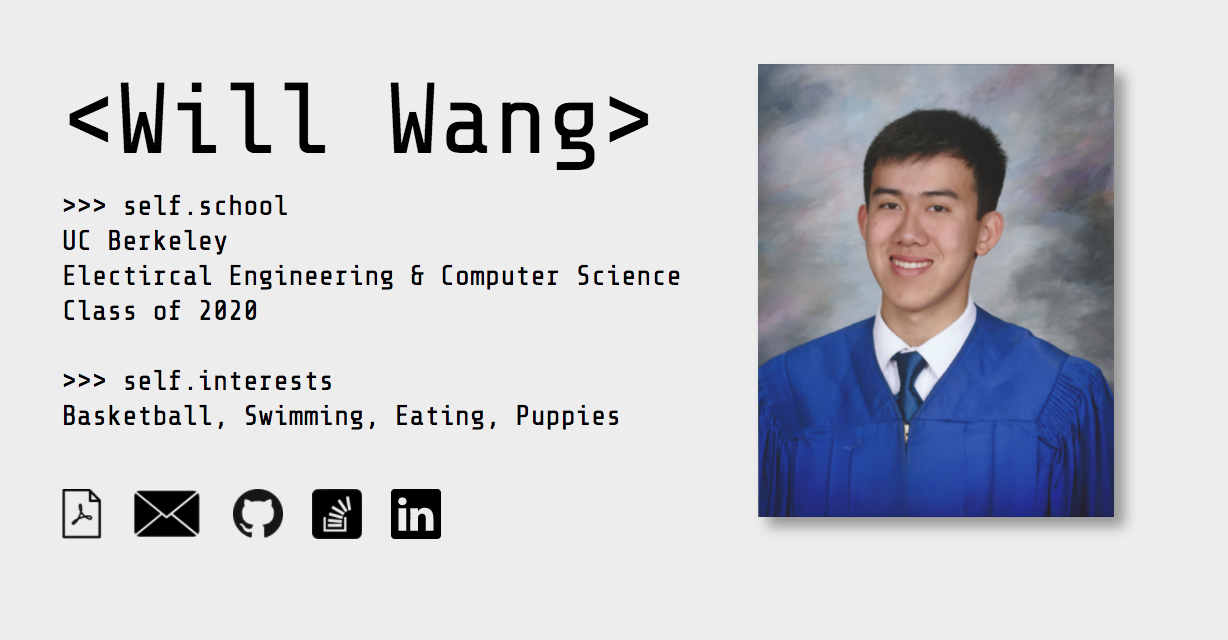 <Will Wang>
>>> self.school
UC Berkeley
Electircal Engineering & Computer Science
Class of 2020
>>> self.interests
Basketball, Swimming, Eating, Puppies
in